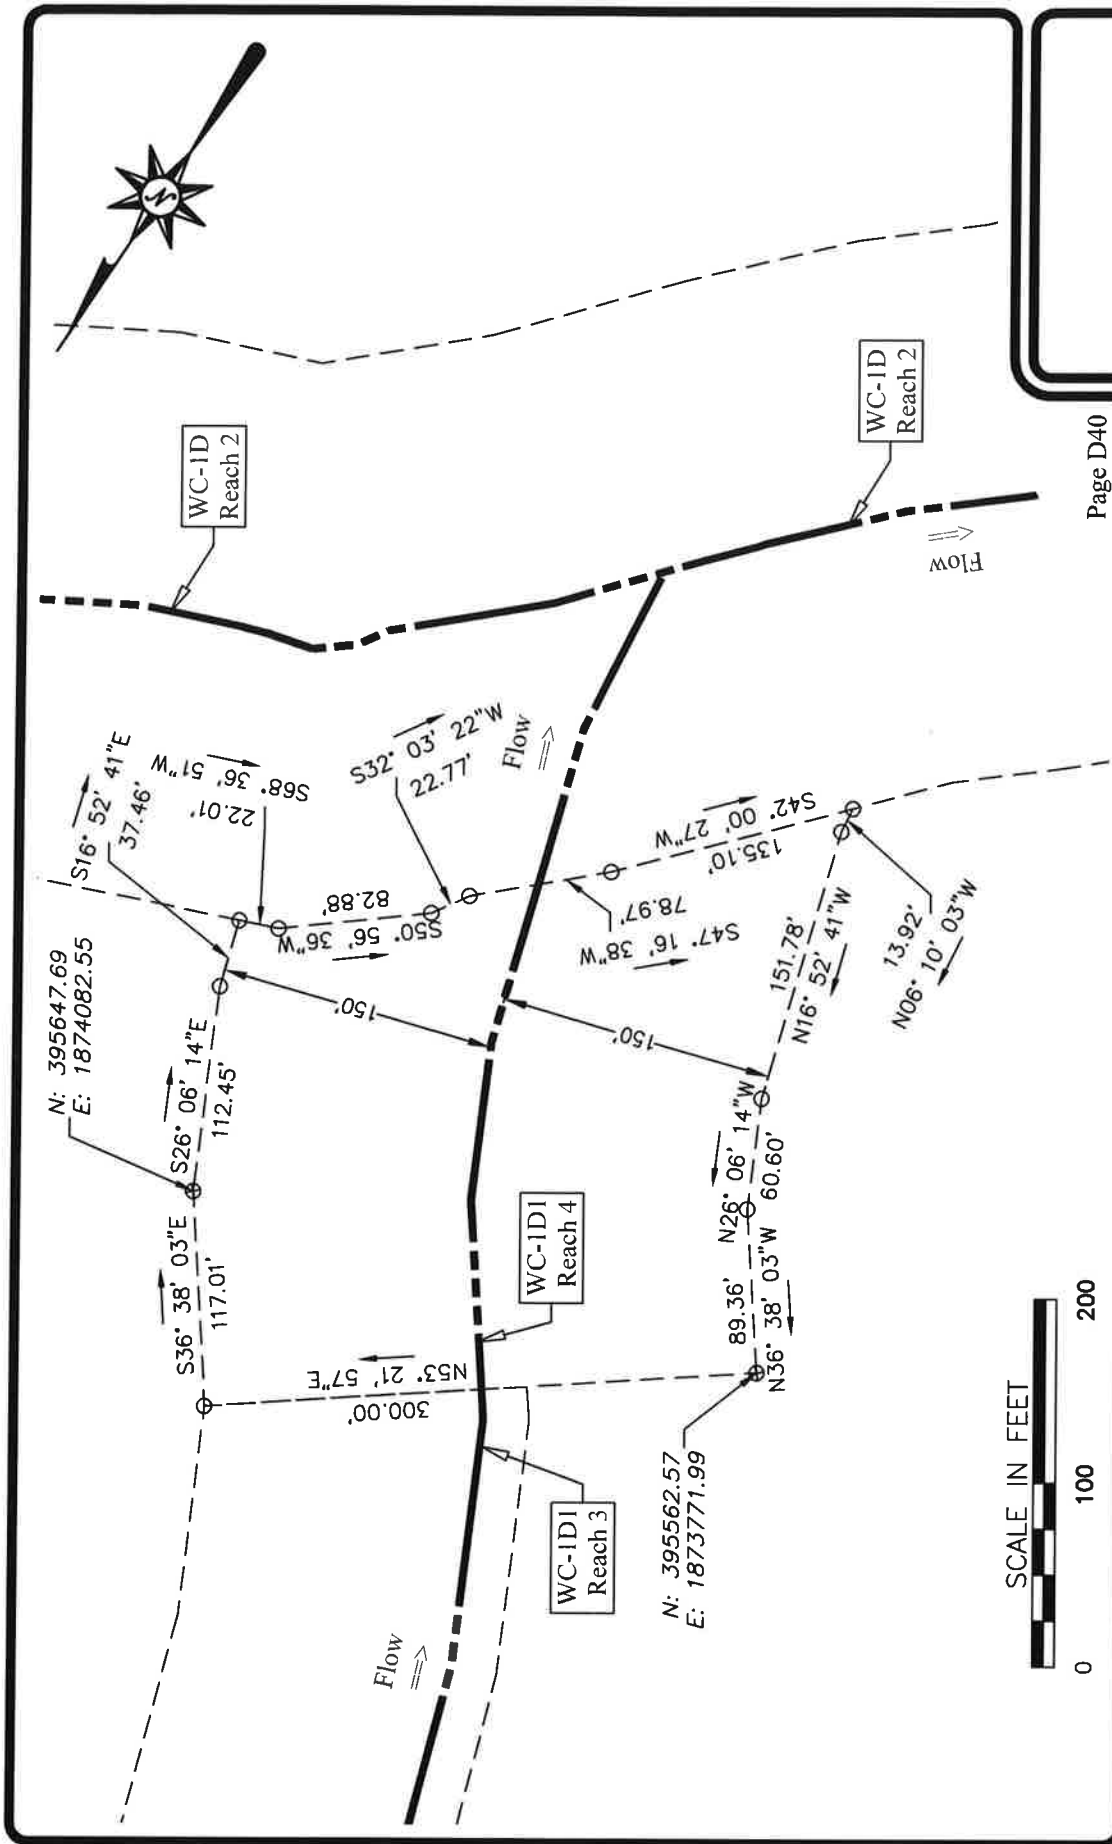 N
WC-1D
Reach 2
WC-1D
Reach 2
Flow
Page D40
S16° 52' 41"E
37.46'
S68° 36' 51"W
22.01'
S32° 03' 22"W
22.77'
Flow
S50° 56' 36"W
82.88'
S47° 16' 38"W
78.97'
S42° 00' 27"W
135.10'
N: 395647.69
E: 1874082.55
S26° 06' 14"E
112.45'
150'
150'
151.78'
N16° 52' 41"W
13.92'
N06° 10' 03"W
S36° 38' 03"E
117.01'
WC-1D1
Reach 4
N26° 06' 14"W
60.60'
89.36'
N36° 38' 03"W
N53° 21' 57"E
300.00'
WC-1D1
Reach 3
N: 395562.57
E: 1873771.99
Flow
SCALE IN FEET
0 100 200